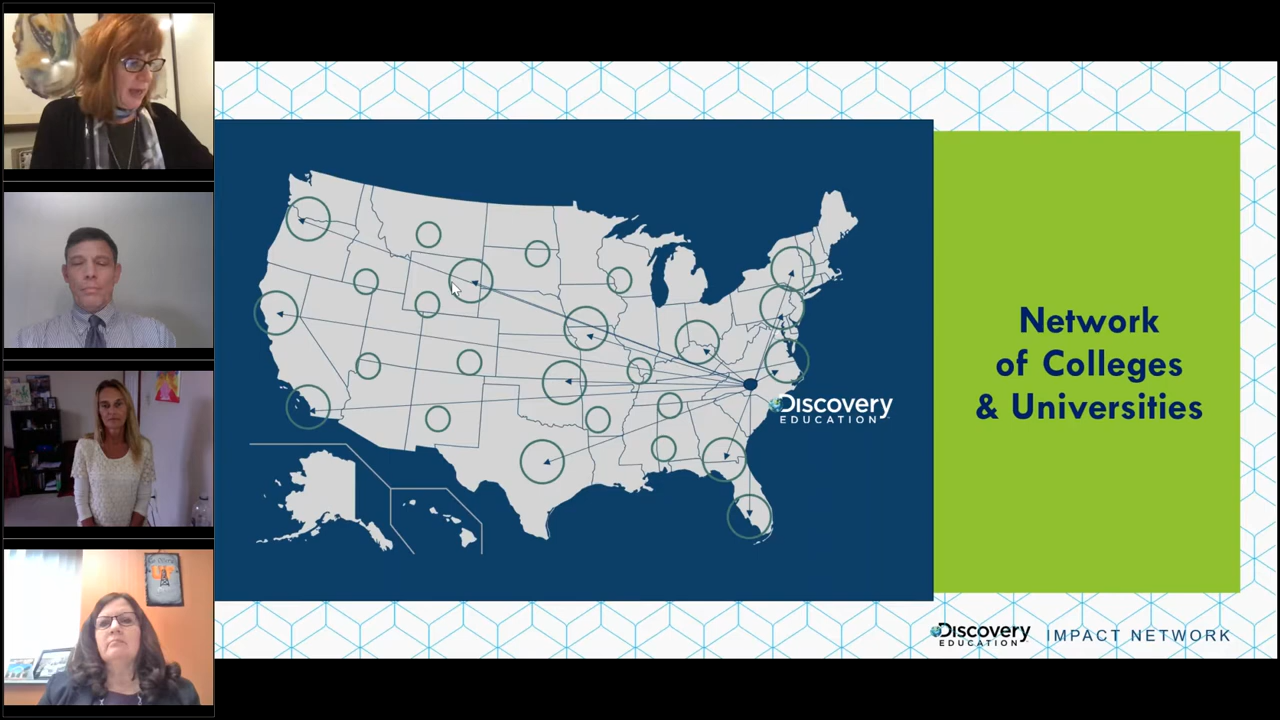 Discovery
EDUCATION
Network
of Colleges
& Universities
Discovery
EDUCATION
IMPACT NETWORK